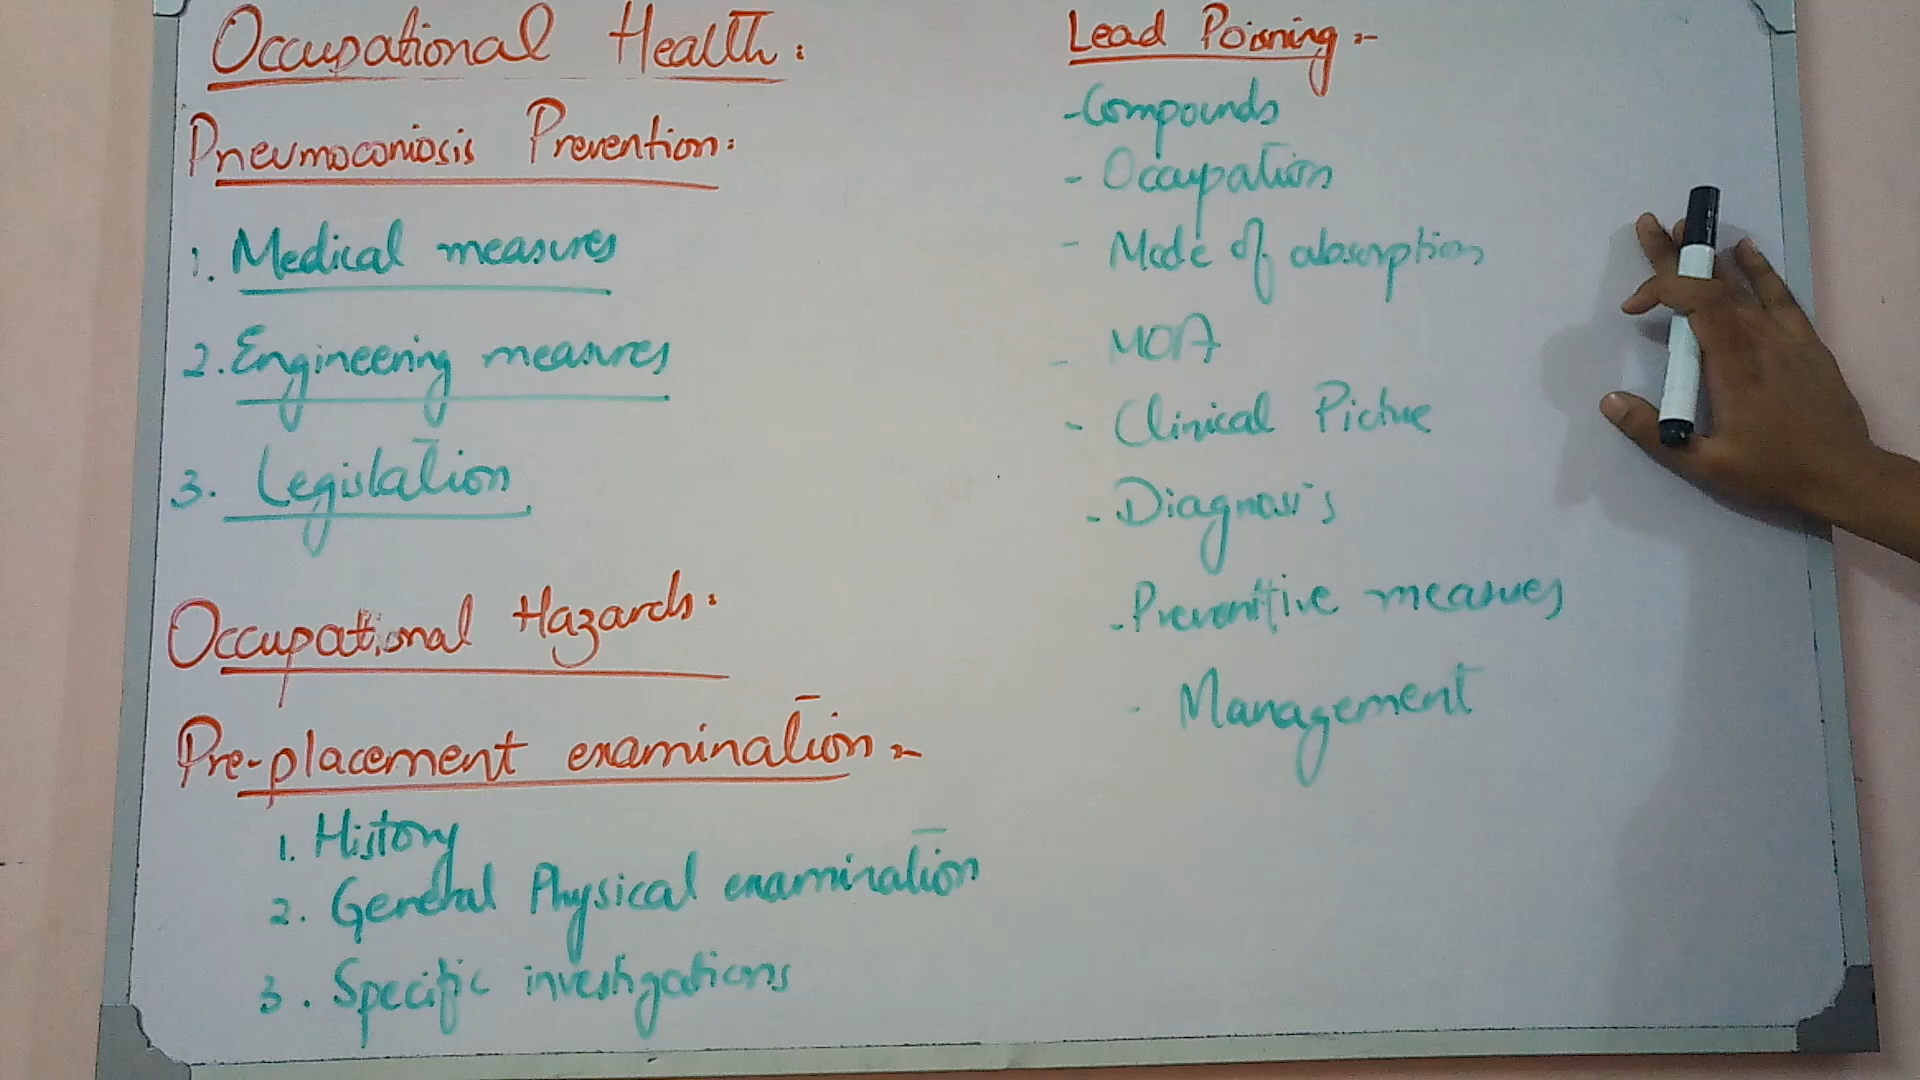 Occupational Health:
Pneumoconiosis Prevention:
1. Medical measures
2. Engineering measures
3. Legislation
Occupational Hazards:
Pre-placement examination:-
1. History
2. General Physical examination
3. Specific investigations
Lead Poisning:-
- Compounds
- Occupation
- Mode of absorption
- MOA
- Clinical Picture
- Diagnosis
- Preventitive measures
- Management